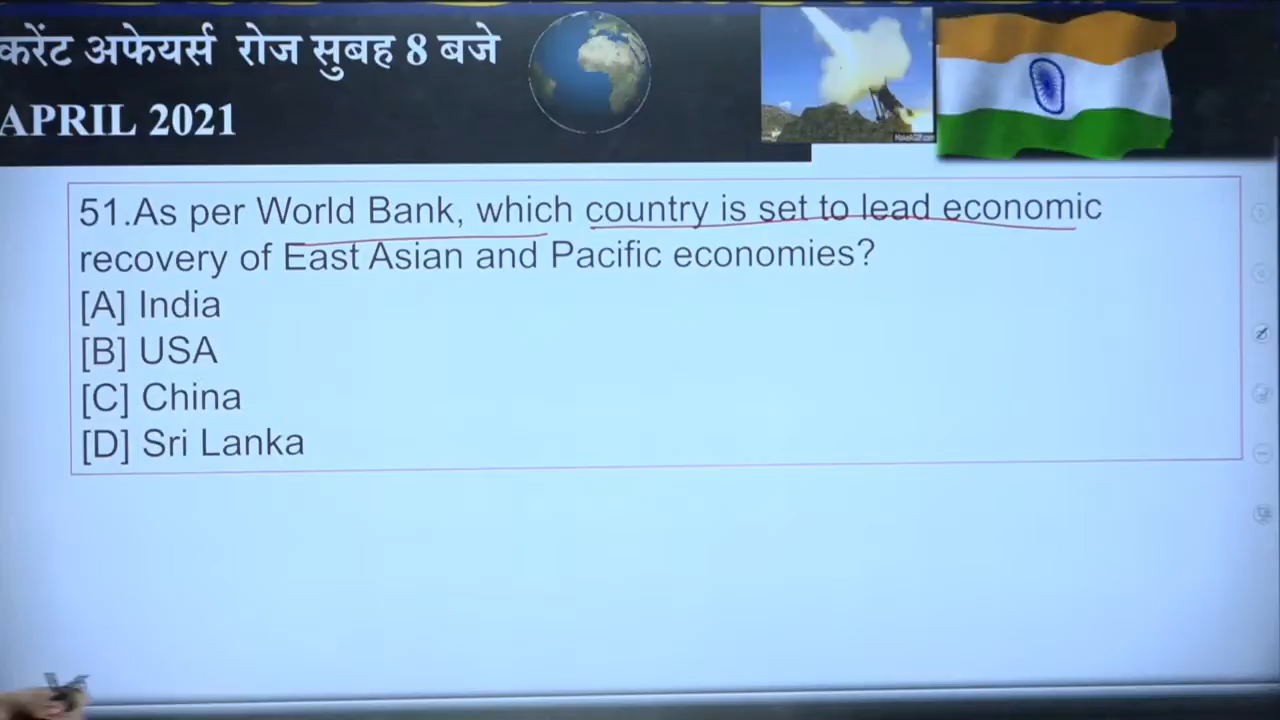 करेंट अफेयर्स रोज सुबह 8 बजे
APRIL 2021
51.As per World Bank, which country is set to lead economic
recovery of East Asian and Pacific economies?
[A] India
[B] USA
[C] China
[D] Sri Lanka